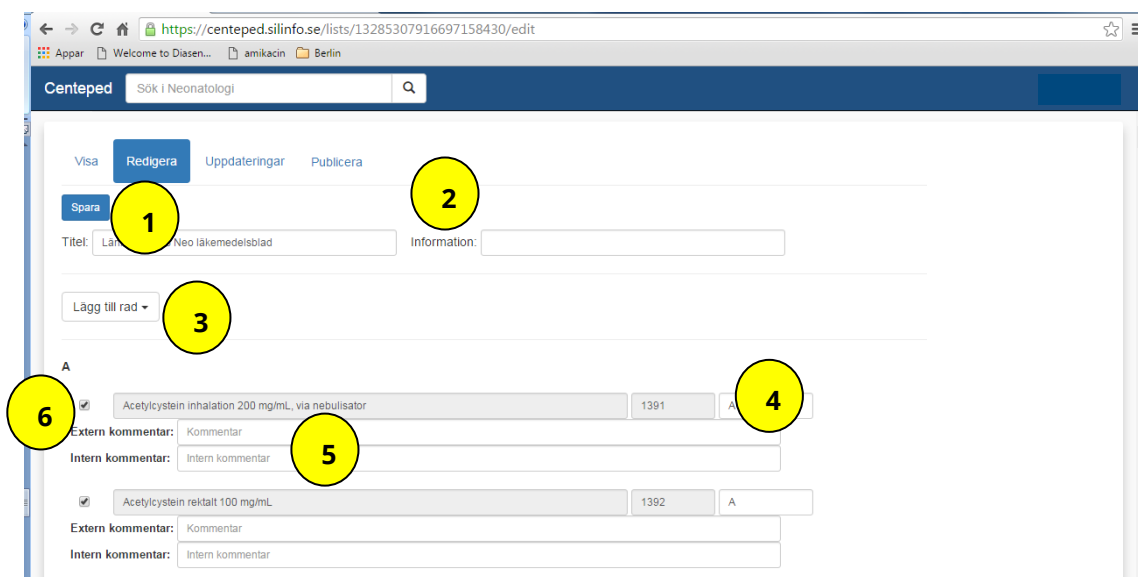 https://centeped.silinfo.se/lists/13285307916697158430/edit
Appar Welcome to Diasen... amikacin Berlin
Centeped Sök i Neonatologi
Visa Redigera Uppdateringar Publicera
2
Spara
1
Titel: Neo läkemedelsblad Information:
Lägg till rad
3
A
4
6 Acetylcystein inhalation 200 mg/mL, via nebulisator 1391 A
Extern kommentar: Kommentar
5
Intern kommentar: Intern kommentar
Acetylcystein rektalt 100 mg/mL 1392 A
Extern kommentar: Kommentar
Intern kommentar: Intern kommentar